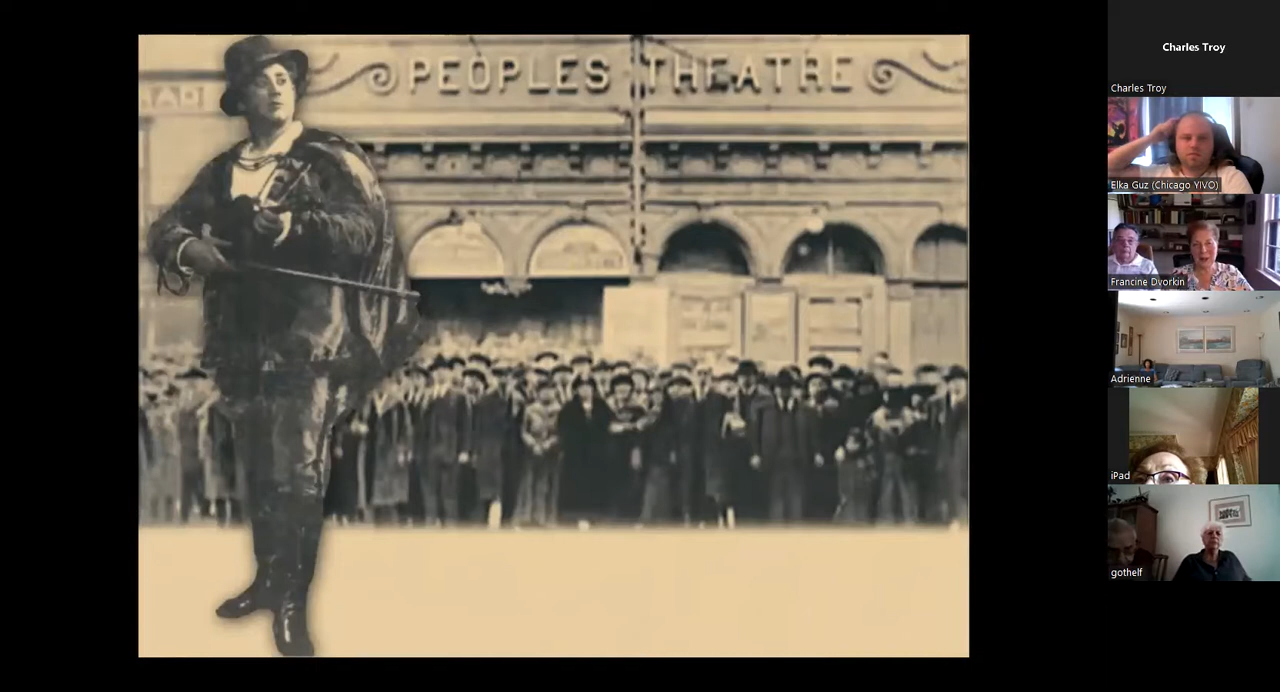 PEOPLES THEATRE
Charles Troy
Charles Troy
Elka Guz (Chicago YIVO)
Francine Dvorkin
Adrienne
iPad
gothelf